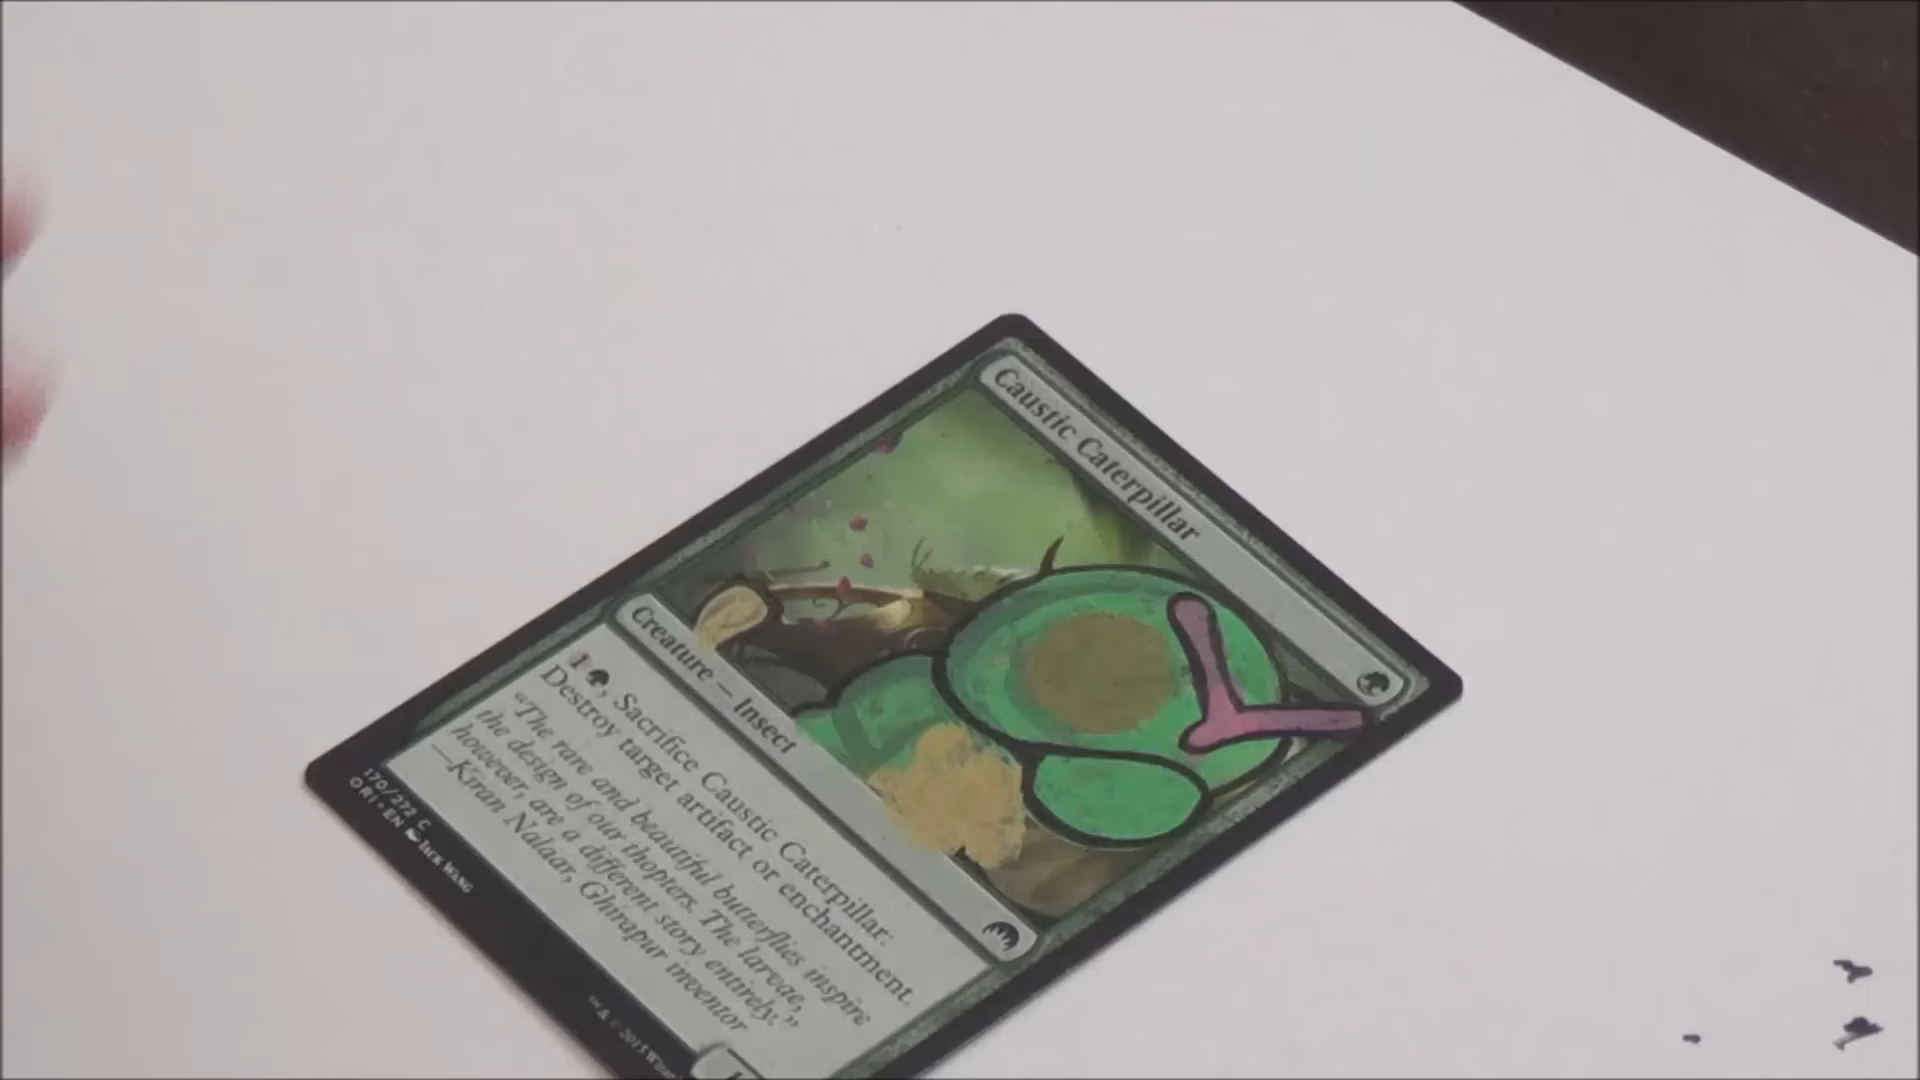 Caustic Caterpillar
Creature — Insect
1, Sacrifice Caustic Caterpillar:
Destroy target artifact or enchantment.
“The rare and beautiful butterflies inspire
the design of our thopters. The larvae,
however, are a different story entirely.”
—Kiran Nalaar, Ghirapur inventor
170/272 C
ORI • EN Jack Wang
™ & © 2015